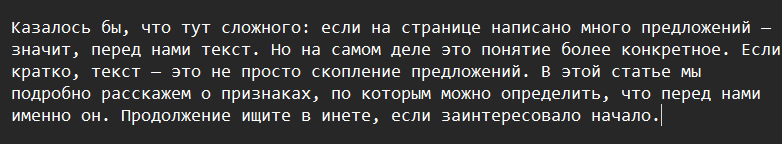 Казалось бы, что тут сложного: если на странице написано много предложений —
значит, перед нами текст. Но на самом деле это понятие более конкретное. Если
кратко, текст — это не просто скопление предложений. В этой статье мы
подробно расскажем о признаках, по которым можно определить, что перед нами
именно он. Продолжение ищите в инете, если заинтересовало начало.